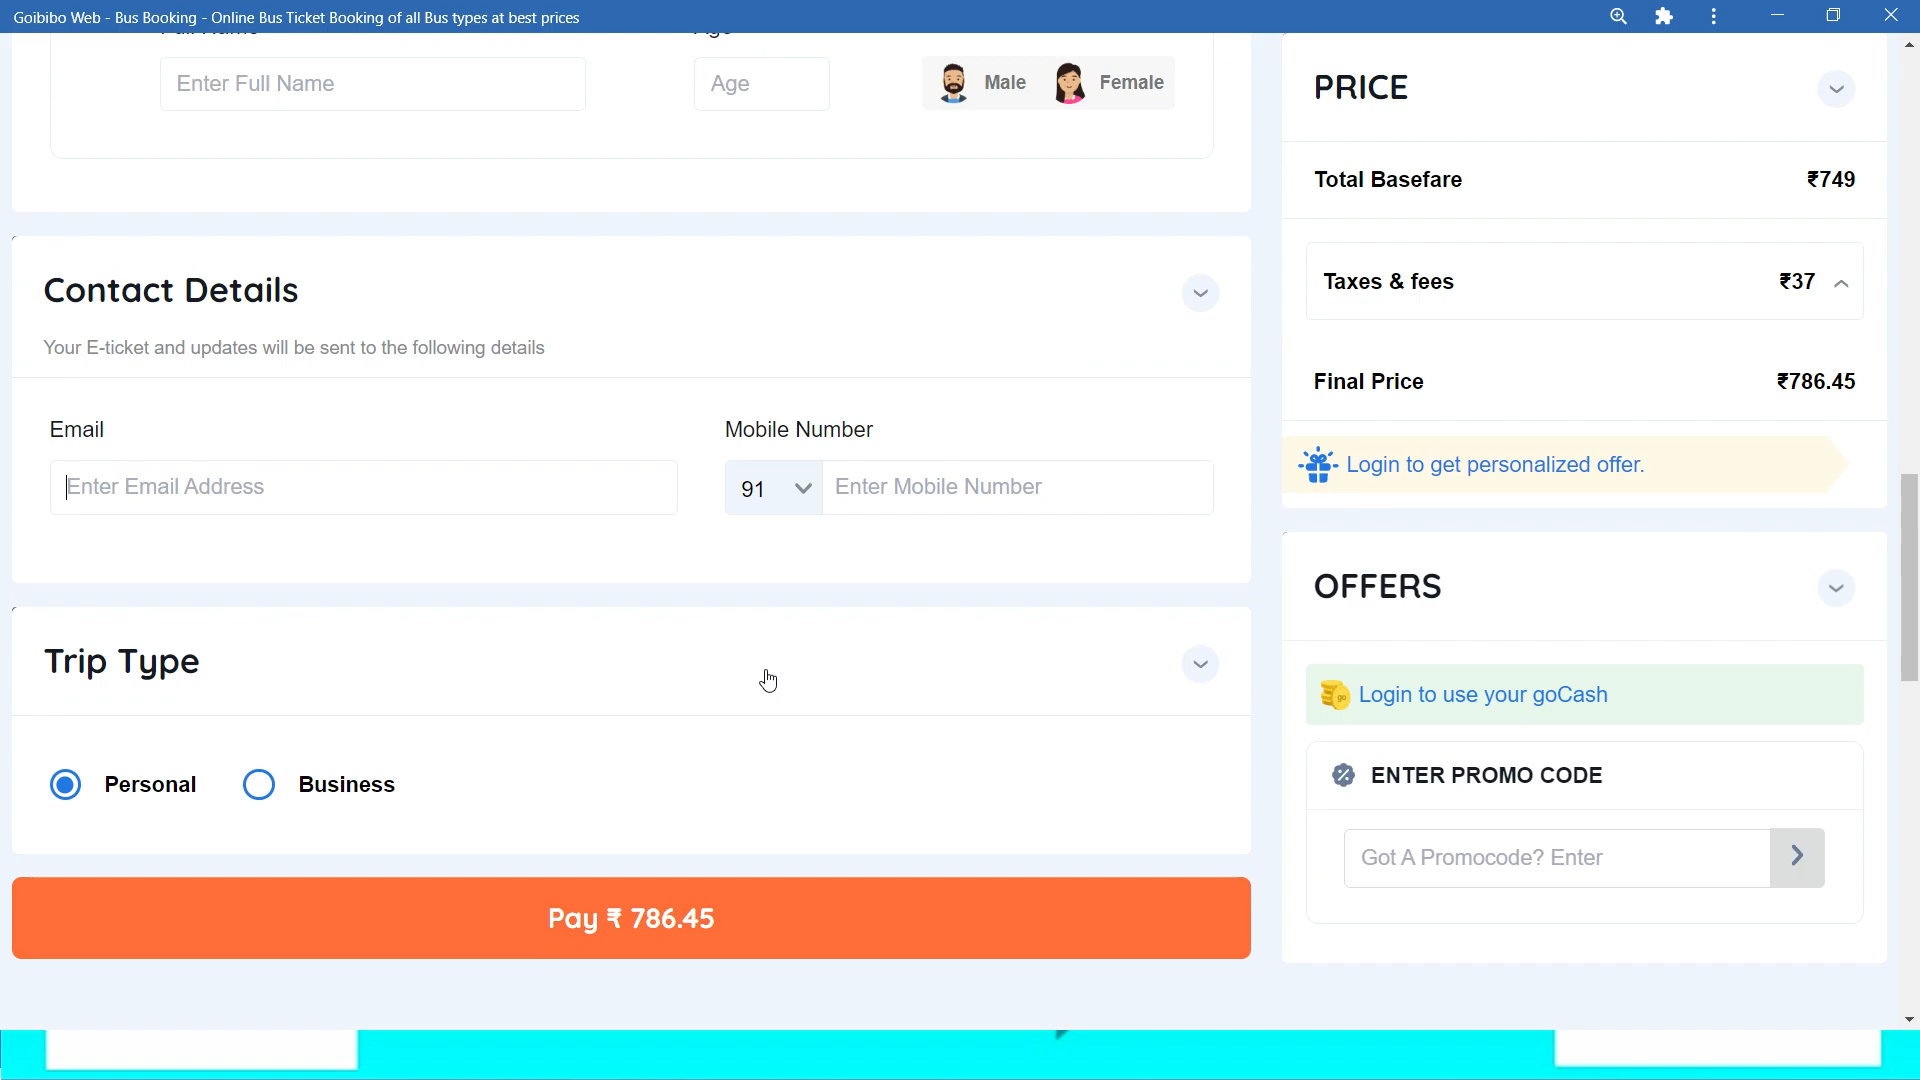 Goibibo Web - Bus Booking - Online Bus Ticket Booking of all Bus types at best prices
Full Name
Age
Enter Full Name
Age
Male
Female
Contact Details
Your E-ticket and updates will be sent to the following details
Email
Mobile Number
Enter Email Address
91
Enter Mobile Number
Trip Type
Personal
Business
Pay ₹ 786.45
PRICE
Total Basefare ₹749
Taxes & fees ₹37
Final Price ₹786.45
Login to get personalized offer.
OFFERS
go
Login to use your goCash
ENTER PROMO CODE
Got A Promocode? Enter